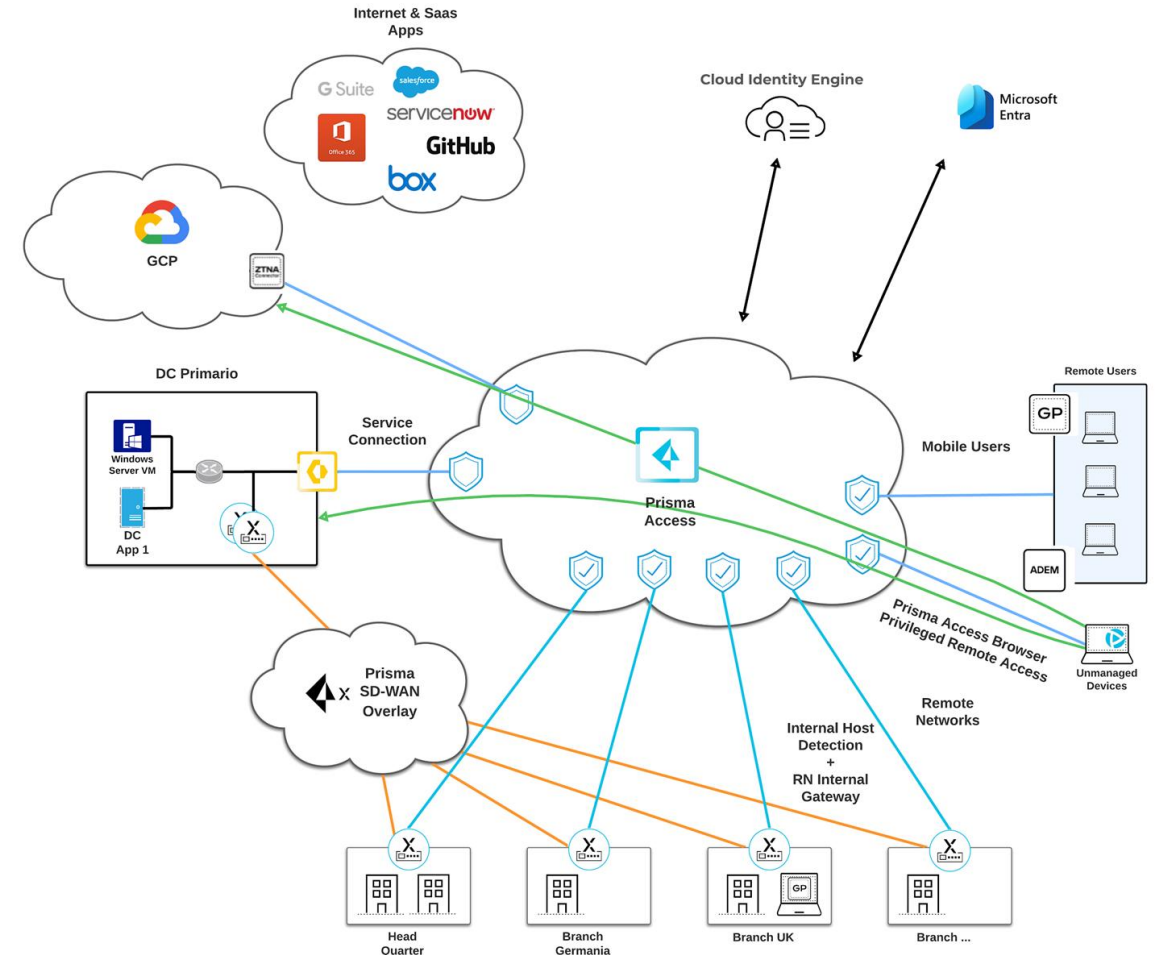 Internet & Saas
Apps
G Suite
salesforce
servicenow
Office 365
GitHub
box
Cloud Identity Engine
Microsoft
Entra
GCP
ZTNA
Connector
DC Primario
Windows
Server VM
DC
App 1
Service
Connection
Prisma
Access
Mobile Users
Remote Users
GP
ADEM
Prisma Access Browser
Privileged Remote Access
Unmanaged
Devices
Prisma
SD-WAN
Overlay
X
X
X
Internal Host
Detection
+
RN Internal
Gateway
Remote
Networks
X
X
X
X
GP
Head
Quarter
Branch
Germania
Branch UK
Branch ...